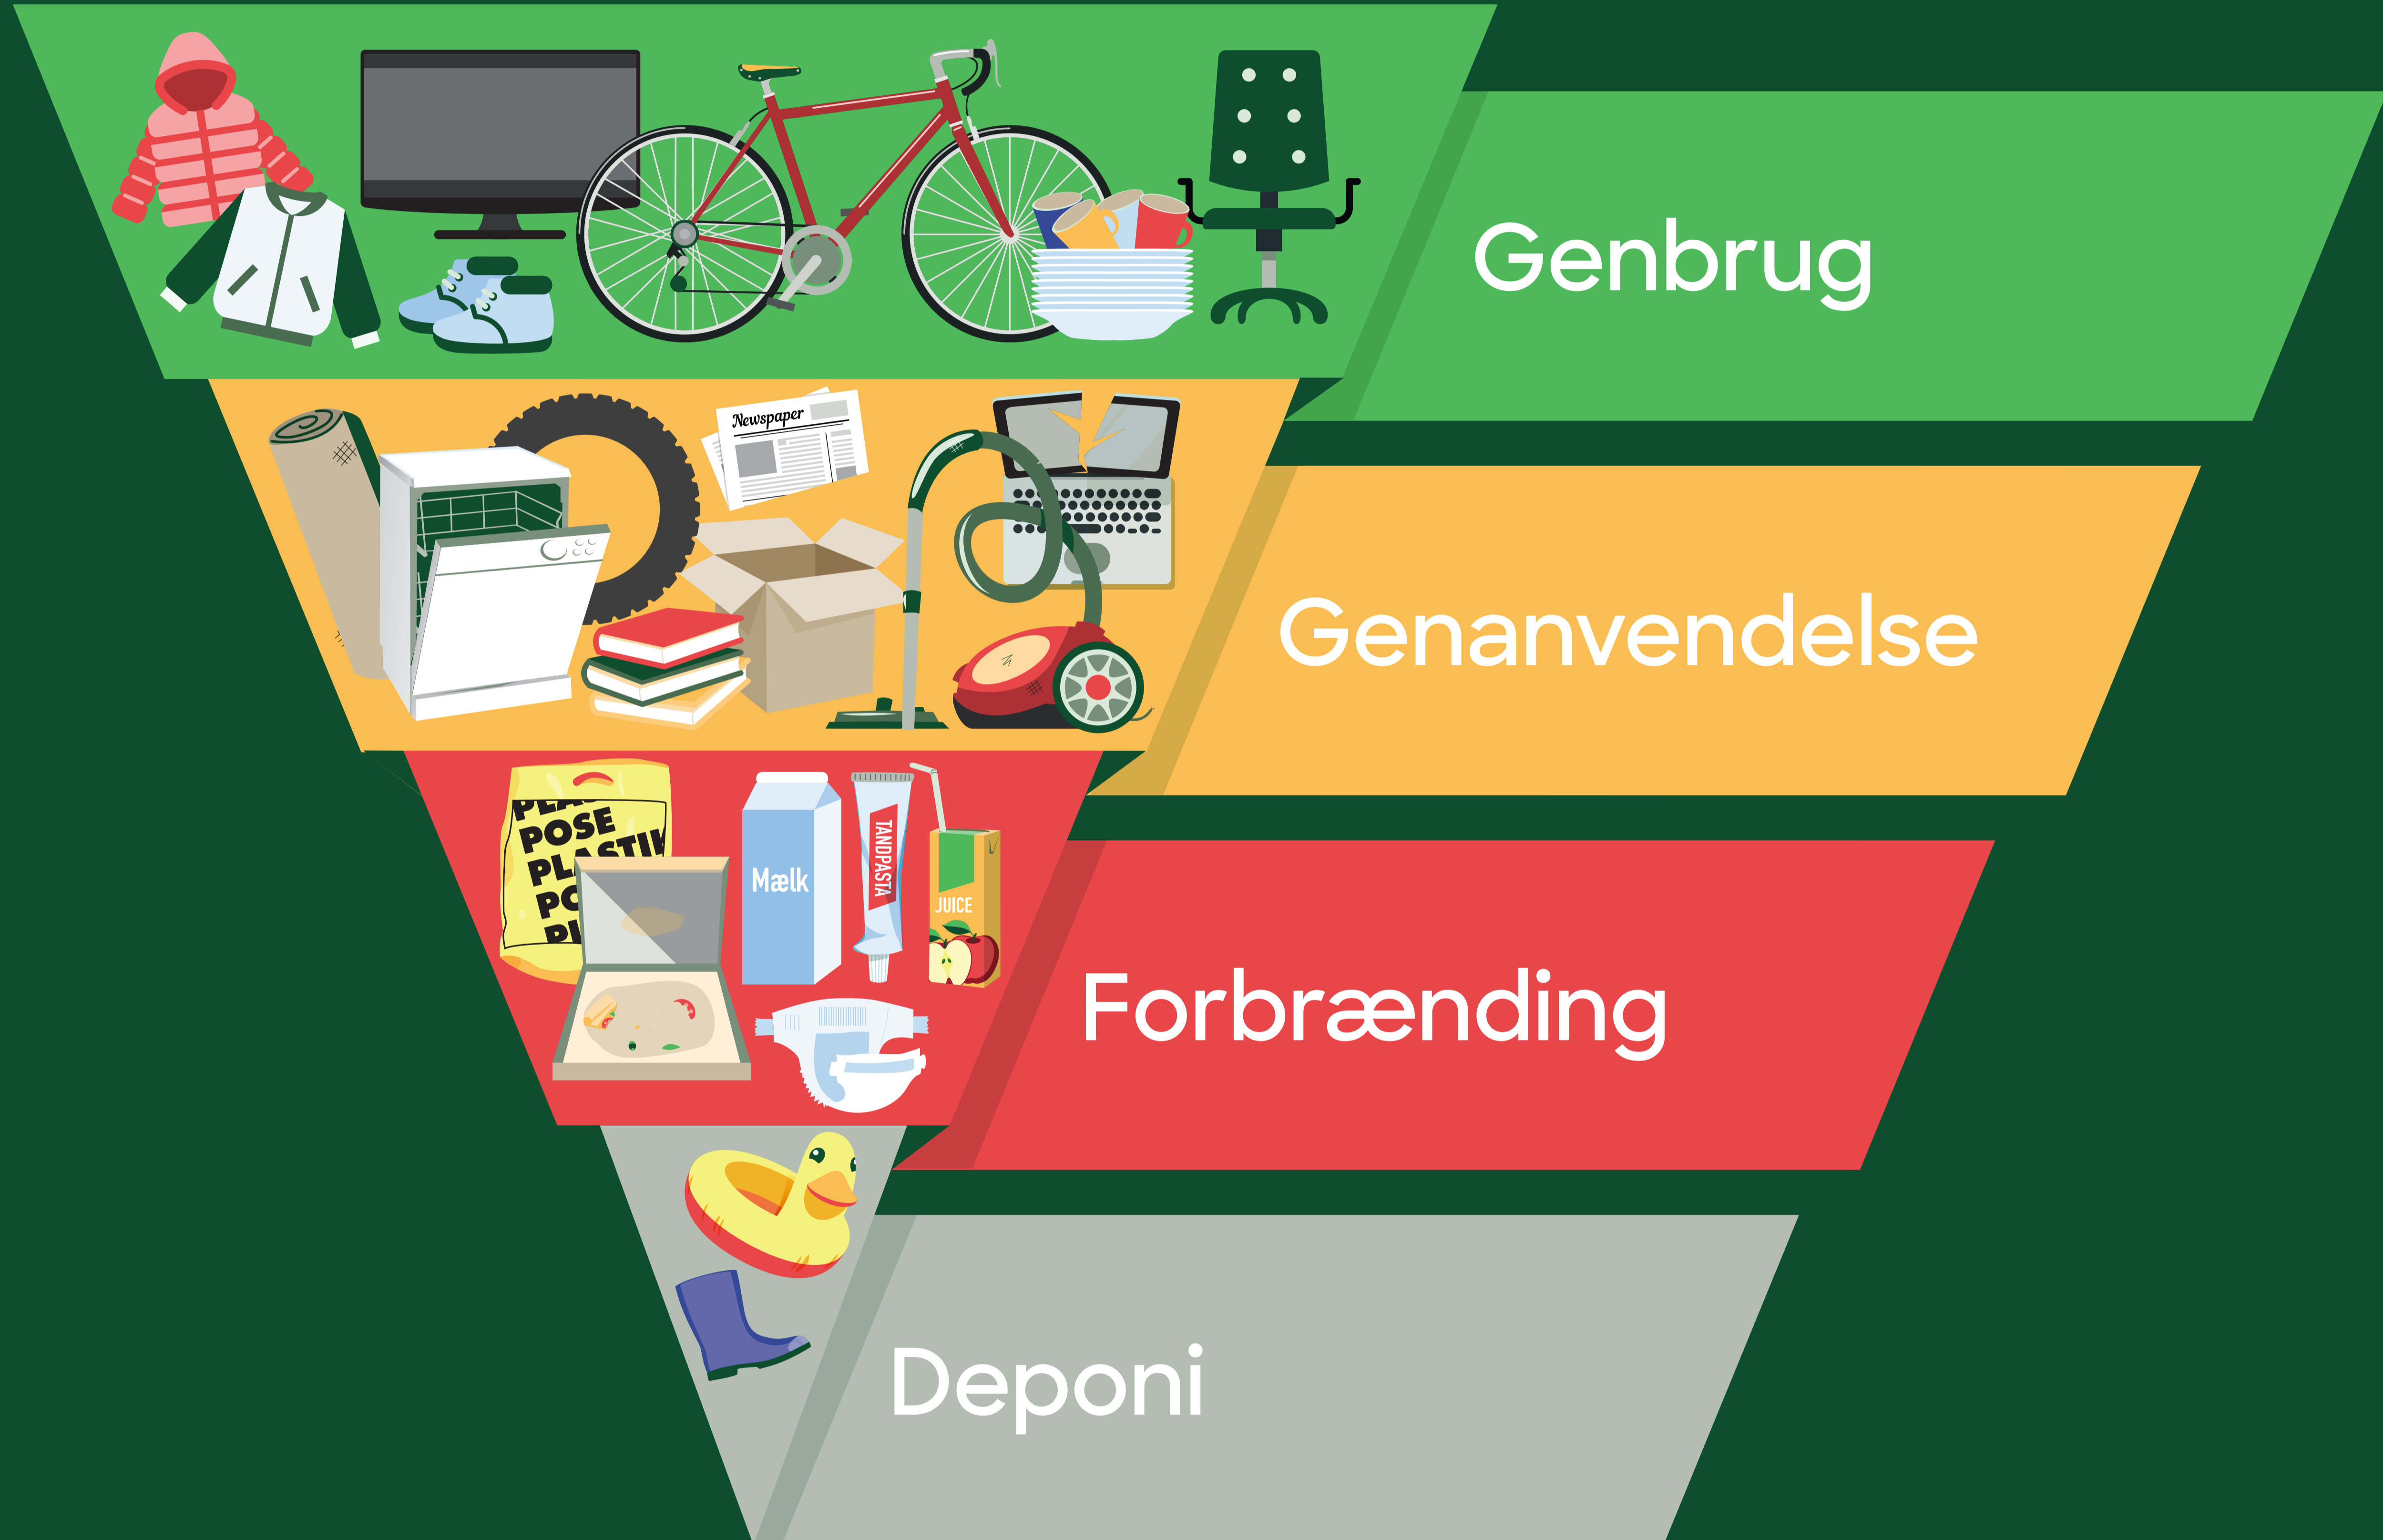 Genbrug
Newspaper
Genanvendelse
POSE
Mælk
TANDPASTA
JUICE
Forbrænding
Deponi